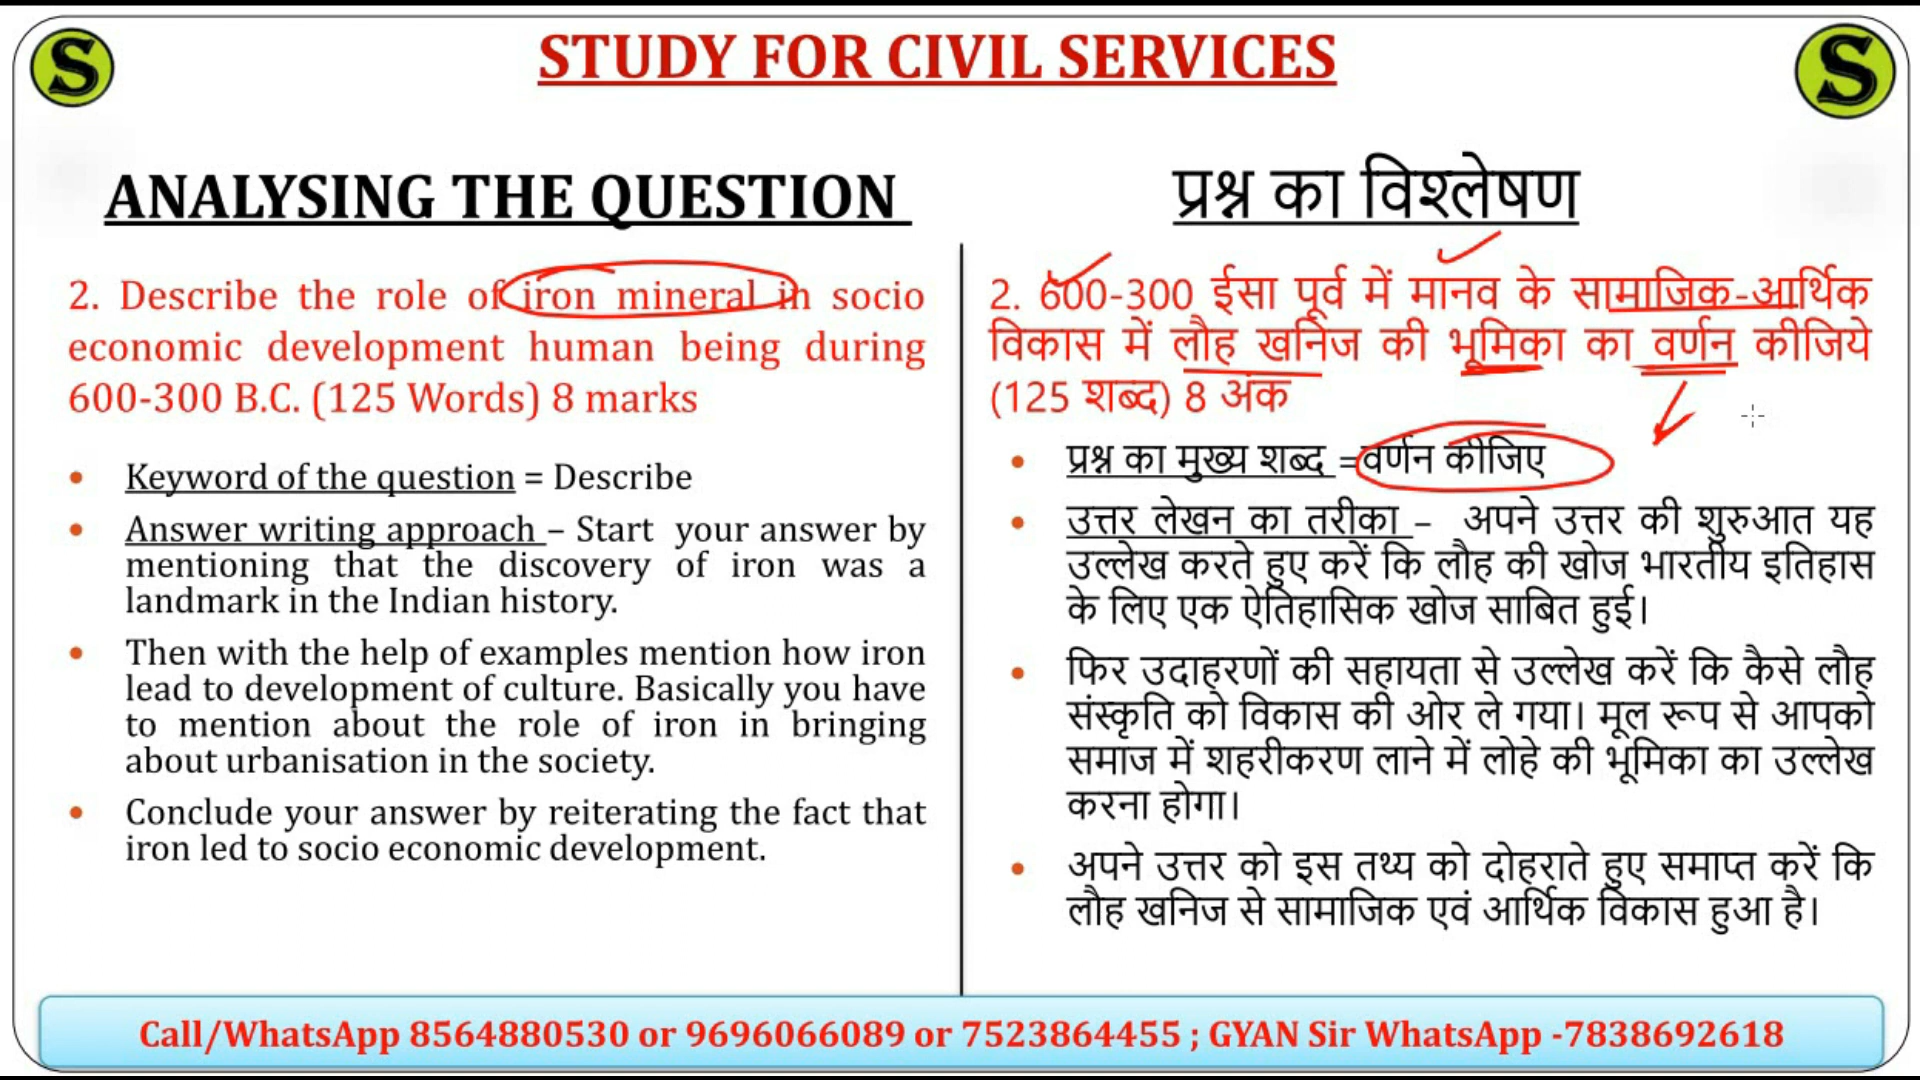 S
STUDY FOR CIVIL SERVICES
S
ANALYSING THE QUESTION
2. Describe the role of iron mineral in socio
economic development human being during
600-300 B.C. (125 Words) 8 marks
• Keyword of the question = Describe
• Answer writing approach – Start your answer by
mentioning that the discovery of iron was a
landmark in the Indian history.
• Then with the help of examples mention how iron
lead to development of culture. Basically you have
to mention about the role of iron in bringing
about urbanisation in the society.
• Conclude your answer by reiterating the fact that
iron led to socio economic development.
प्रश्न का विश्लेषण
2. 600-300 ईसा पूर्व में मानव के सामाजिक-आर्थिक
विकास में लौह खनिज की भूमिका का वर्णन कीजिये
(125 शब्द) 8 अंक
• प्रश्न का मुख्य शब्द =वर्णन कीजिए
• उत्तर लेखन का तरीका – अपने उत्तर की शुरुआत यह
उल्लेख करते हुए करें कि लौह की खोज भारतीय इतिहास
के लिए एक ऐतिहासिक खोज साबित हुई।
• फिर उदाहरणों की सहायता से उल्लेख करें कि कैसे लौह
संस्कृति को विकास की ओर ले गया। मूल रूप से आपको
समाज में शहरीकरण लाने में लोहे की भूमिका का उल्लेख
करना होगा।
• अपने उत्तर को इस तथ्य को दोहराते हुए समाप्त करें कि
लौह खनिज से सामाजिक एवं आर्थिक विकास हुआ है।
Call/WhatsApp 8564880530 or 9696066089 or 7523864455 ; GYAN Sir WhatsApp -7838692618